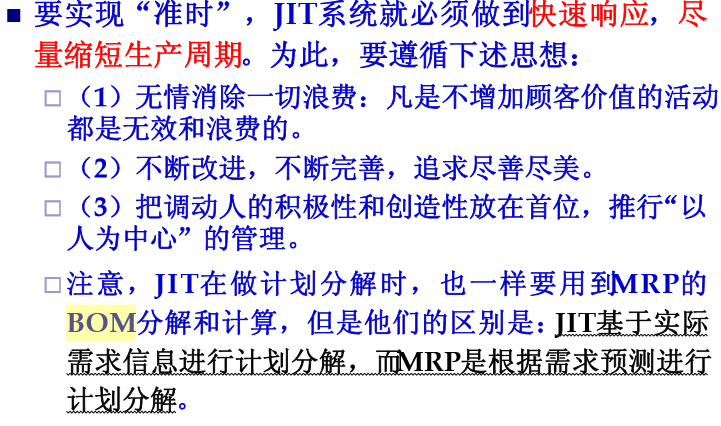 ■ 要实现“准时”，JIT系统就必须做到快速响应，尽
量缩短生产周期。为此，要遵循下述思想：
□（1）无情消除一切浪费：凡是不增加顾客价值的活动
都是无效和浪费的。
□（2）不断改进，不断完善，追求尽善尽美。
□（3）把调动人的积极性和创造性放在首位，推行“以
人为中心”的管理。
□注意，JIT在做计划分解时，也一样要用到MRP的
BOM分解和计算，但是他们的区别是：JIT基于实际
需求信息进行计划分解，而MRP是根据需求预测进行
计划分解。